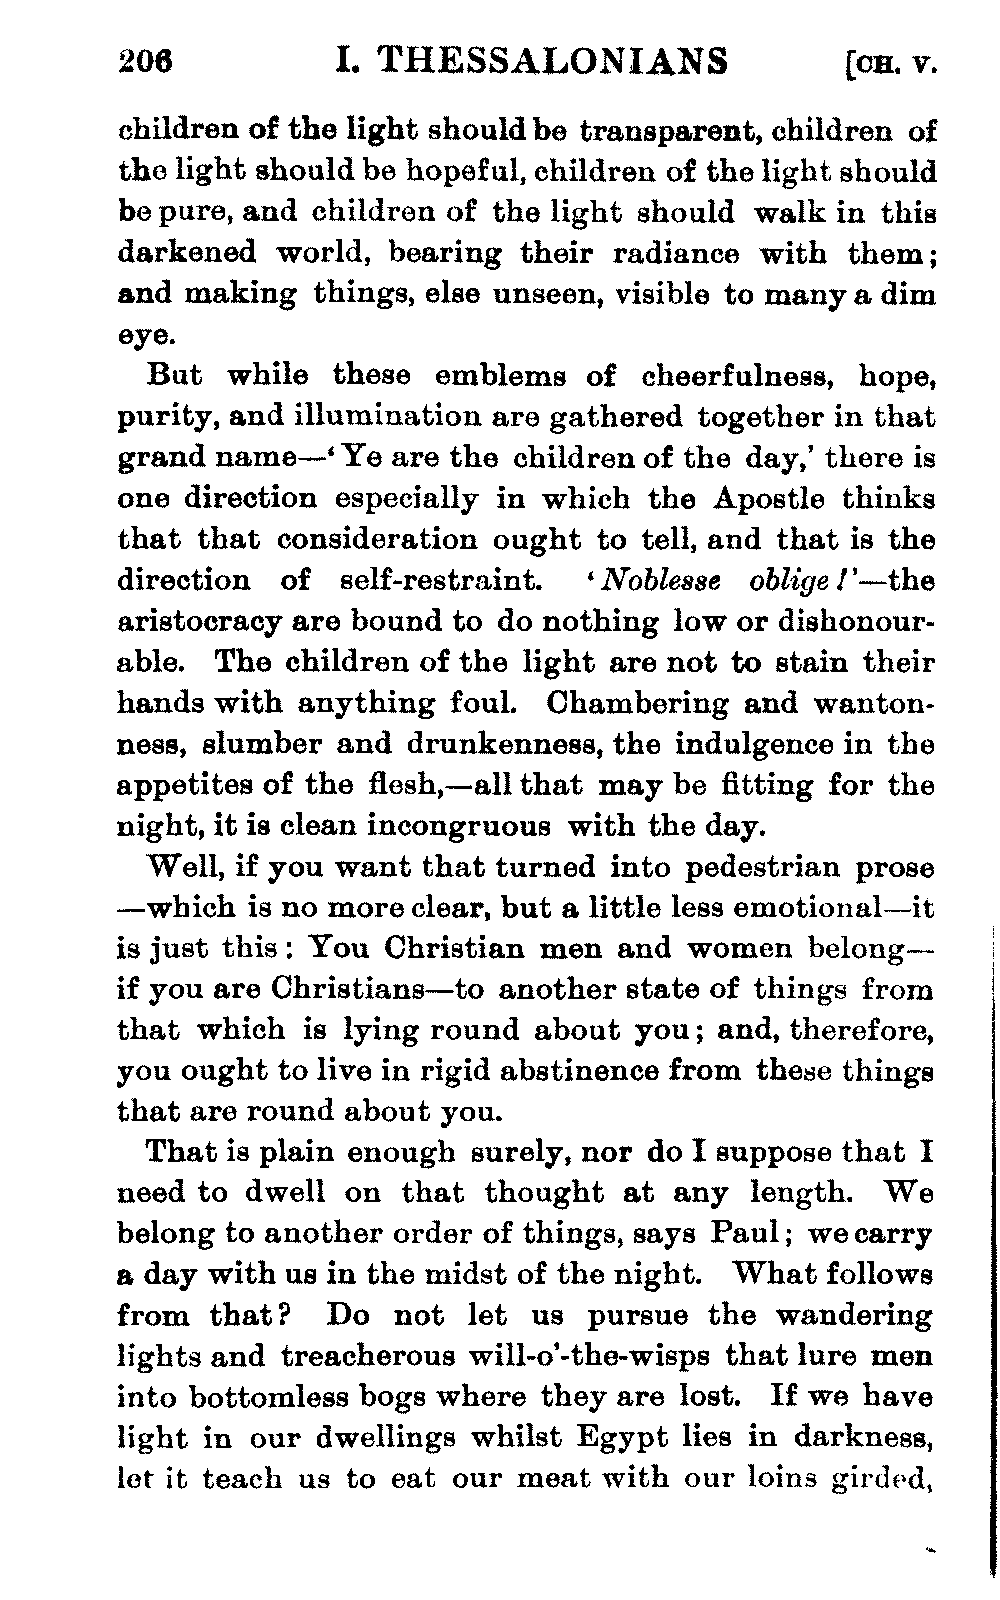 206 I. THESSALONIANS [CH. V.
children of the light should be transparent, children of
the light should be hopeful, children of the light should
be pure, and children of the light should walk in this
darkened world, bearing their radiance with them;
and making things, else unseen, visible to many a dim
eye.
But while these emblems of cheerfulness, hope,
purity, and illumination are gathered together in that
grand name—‘Ye are the children of the day,’ there is
one direction especially in which the Apostle thinks
that that consideration ought to tell, and that is the
direction of self-restraint. ‘Noblesse oblige!’—the
aristocracy are bound to do nothing low or dishonour-
able. The children of the light are not to stain their
hands with anything foul. Chambering and wanton-
ness, slumber and drunkenness, the indulgence in the
appetites of the flesh,—all that may be fitting for the
night, it is clean incongruous with the day.
Well, if you want that turned into pedestrian prose
—which is no more clear, but a little less emotional—it
is just this: You Christian men and women belong—
if you are Christians—to another state of things from
that which is lying round about you; and, therefore,
you ought to live in rigid abstinence from these things
that are round about you.
That is plain enough surely, nor do I suppose that I
need to dwell on that thought at any length. We
belong to another order of things, says Paul; we carry
a day with us in the midst of the night. What follows
from that? Do not let us pursue the wandering
lights and treacherous will-o’-the-wisps that lure men
into bottomless bogs where they are lost. If we have
light in our dwellings whilst Egypt lies in darkness,
let it teach us to eat our meat with our loins girded,